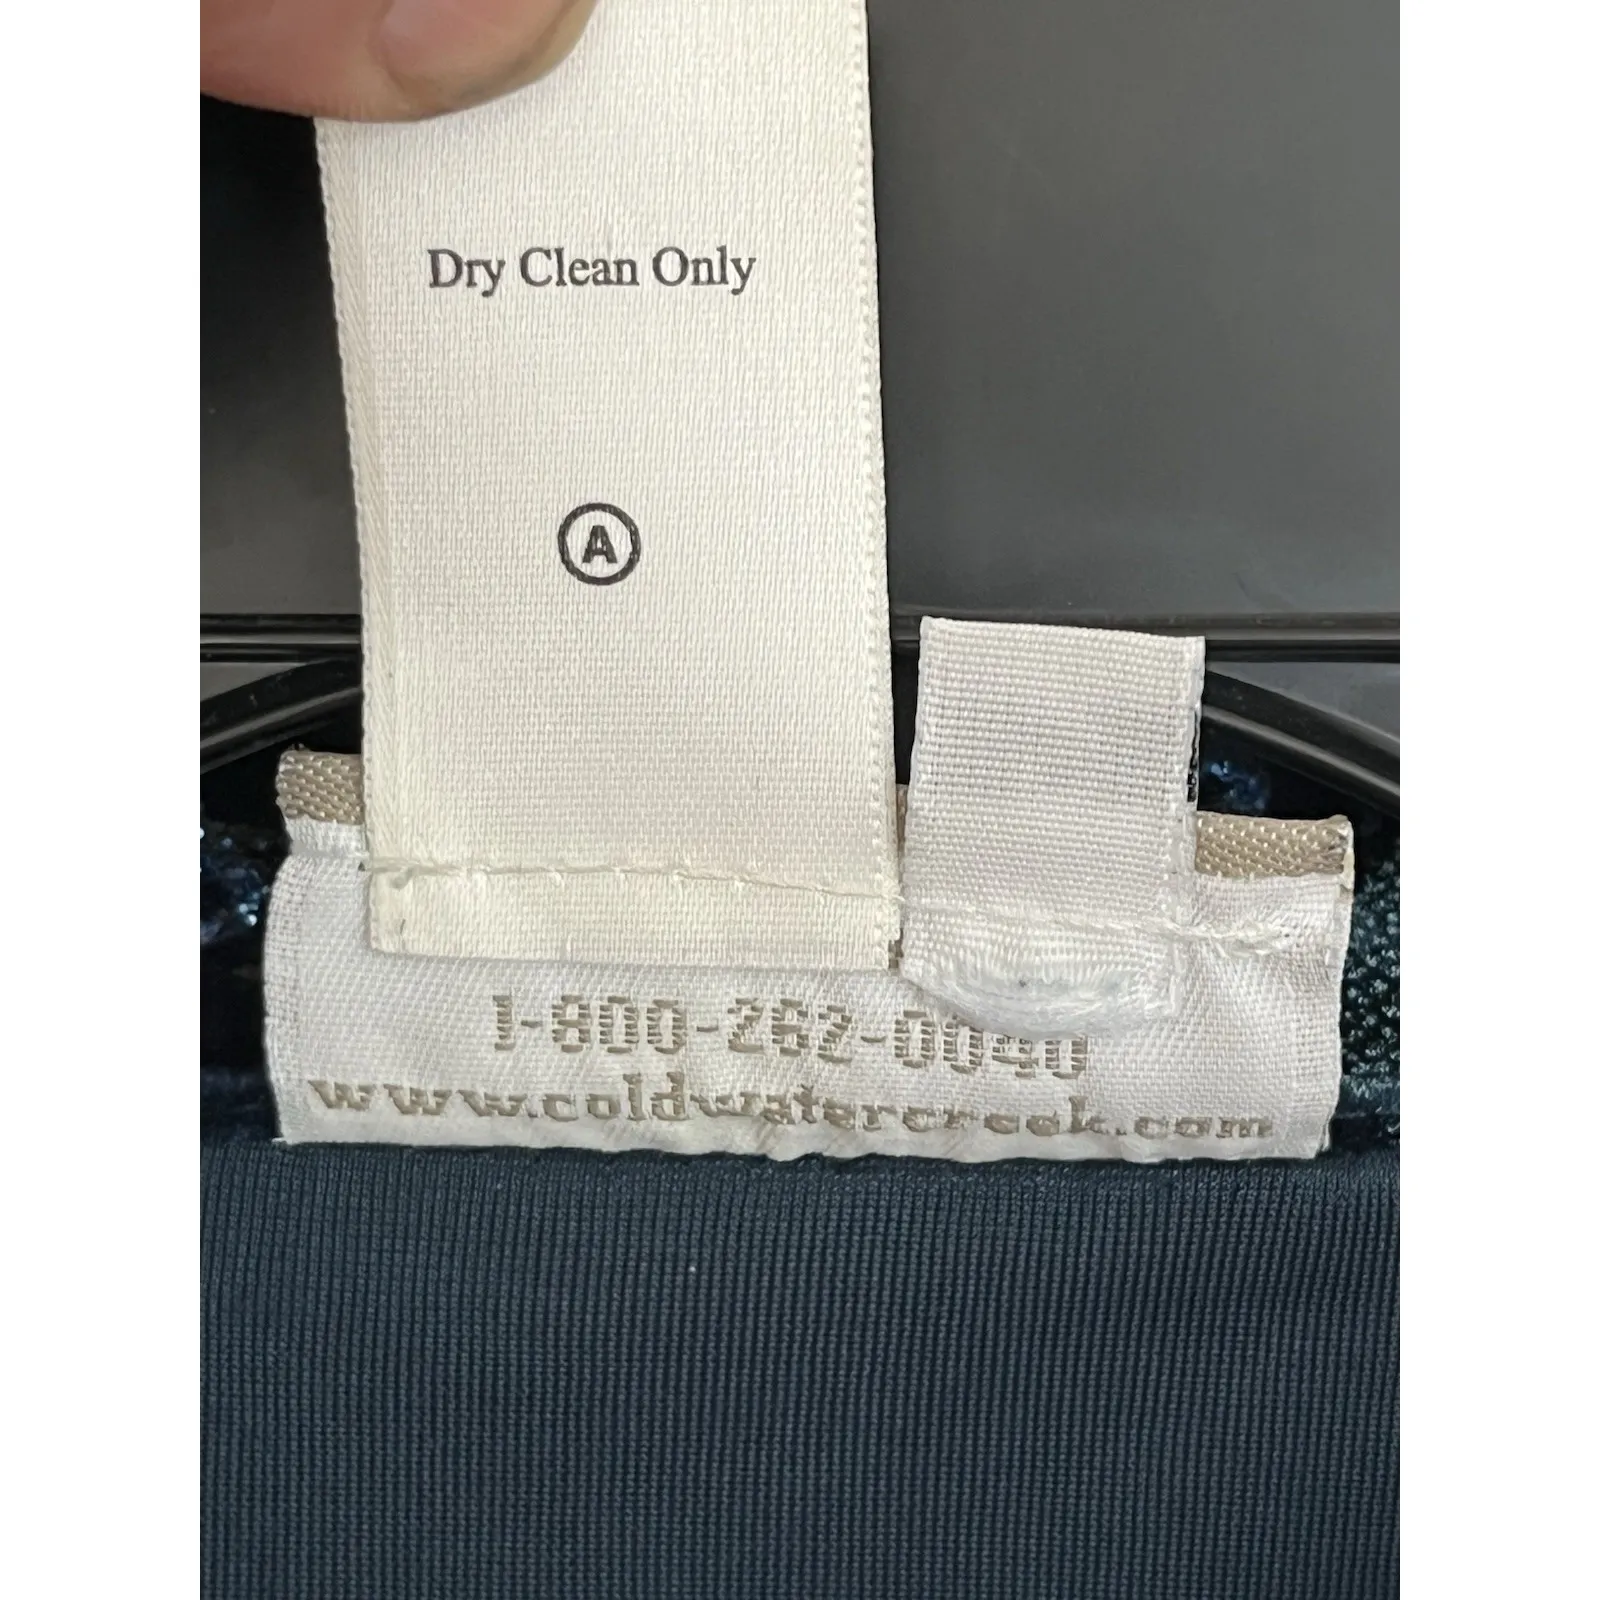 Dry Clean Only
A
1-800-262-0040
www.coldwatercreek.com